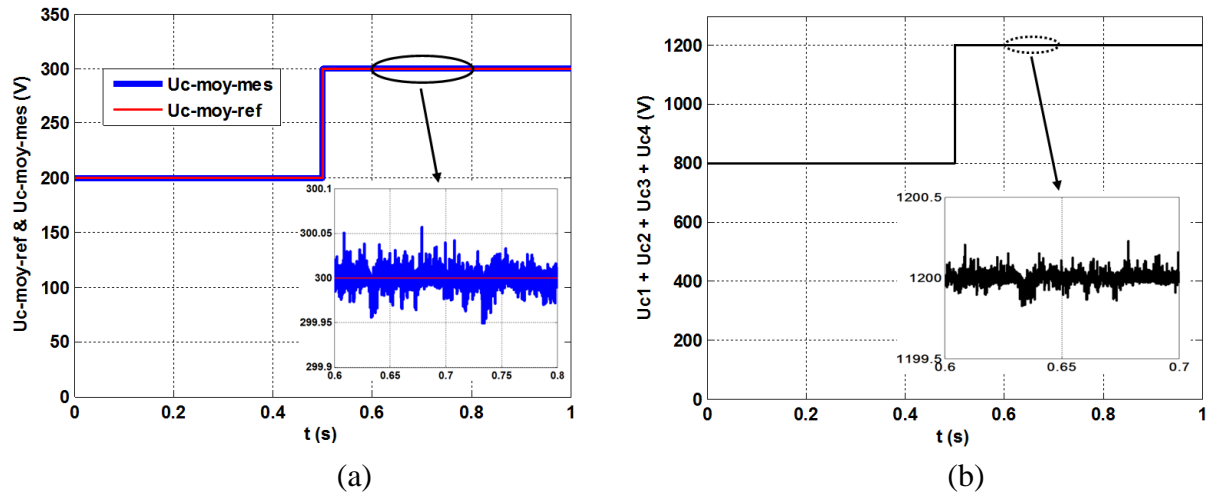 350
300
250
200
150
100
50
0
Uc-moy-ref & Uc-moy-mes (V)
Uc-moy-mes
Uc-moy-ref
300.1
300.05
300
299.95
299.9
0.6 0.65 0.7 0.75 0.8
0 0.2 0.4 0.6 0.8 1
t (s)
(a)
1200
1000
800
600
400
200
0
Uc1 + Uc2 + Uc3 + Uc4 (V)
1200.5
1200
1199.5
0.6 0.65 0.7
0 0.2 0.4 0.6 0.8 1
t (s)
(b)